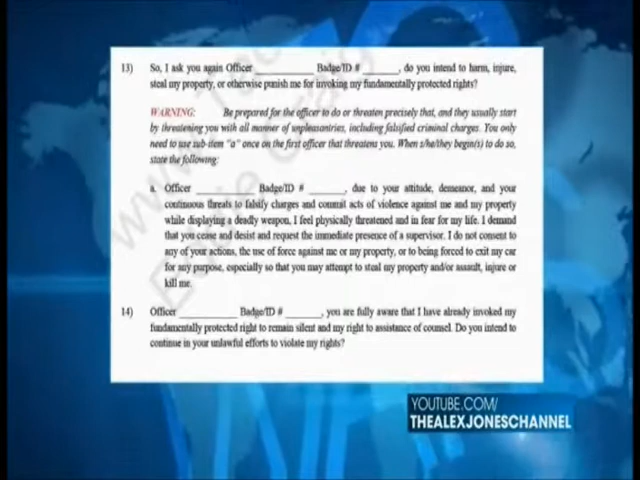 13) So, I ask you again Officer ____________ Badge/ID # _______, do you intend to harm, injure,
steal my property, or otherwise punish me for invoking my fundamentally protected rights?
WARNING: Be prepared for the officer to do or threaten precisely that, and they usually start
by threatening you with all manner of unpleasantries, including falsified criminal charges. You only
need to use sub-item "a" once on the first officer that threatens you. When s/he/they begin(s) to do so,
state the following:
a. Officer ____________ Badge/ID # _______, due to your attitude, demeanor, and your
continuous threats to falsify charges and commit acts of violence against me and my property
while displaying a deadly weapon, I feel physically threatened and in fear for my life. I demand
that you cease and desist and request the immediate presence of a supervisor. I do not consent to
any of your actions, the use of force against me or my property, or to being forced to exit my car
for any purpose, especially so that you may attempt to steal my property and/or assault, injure or
kill me.
14) Officer ____________ Badge/ID # _______, you are fully aware that I have already invoked my
fundamentally protected right to remain silent and my right to assistance of counsel. Do you intend to
continue in your unlawful efforts to violate my rights?
YOUTUBE.COM/
THEALEXJONESCHANNEL